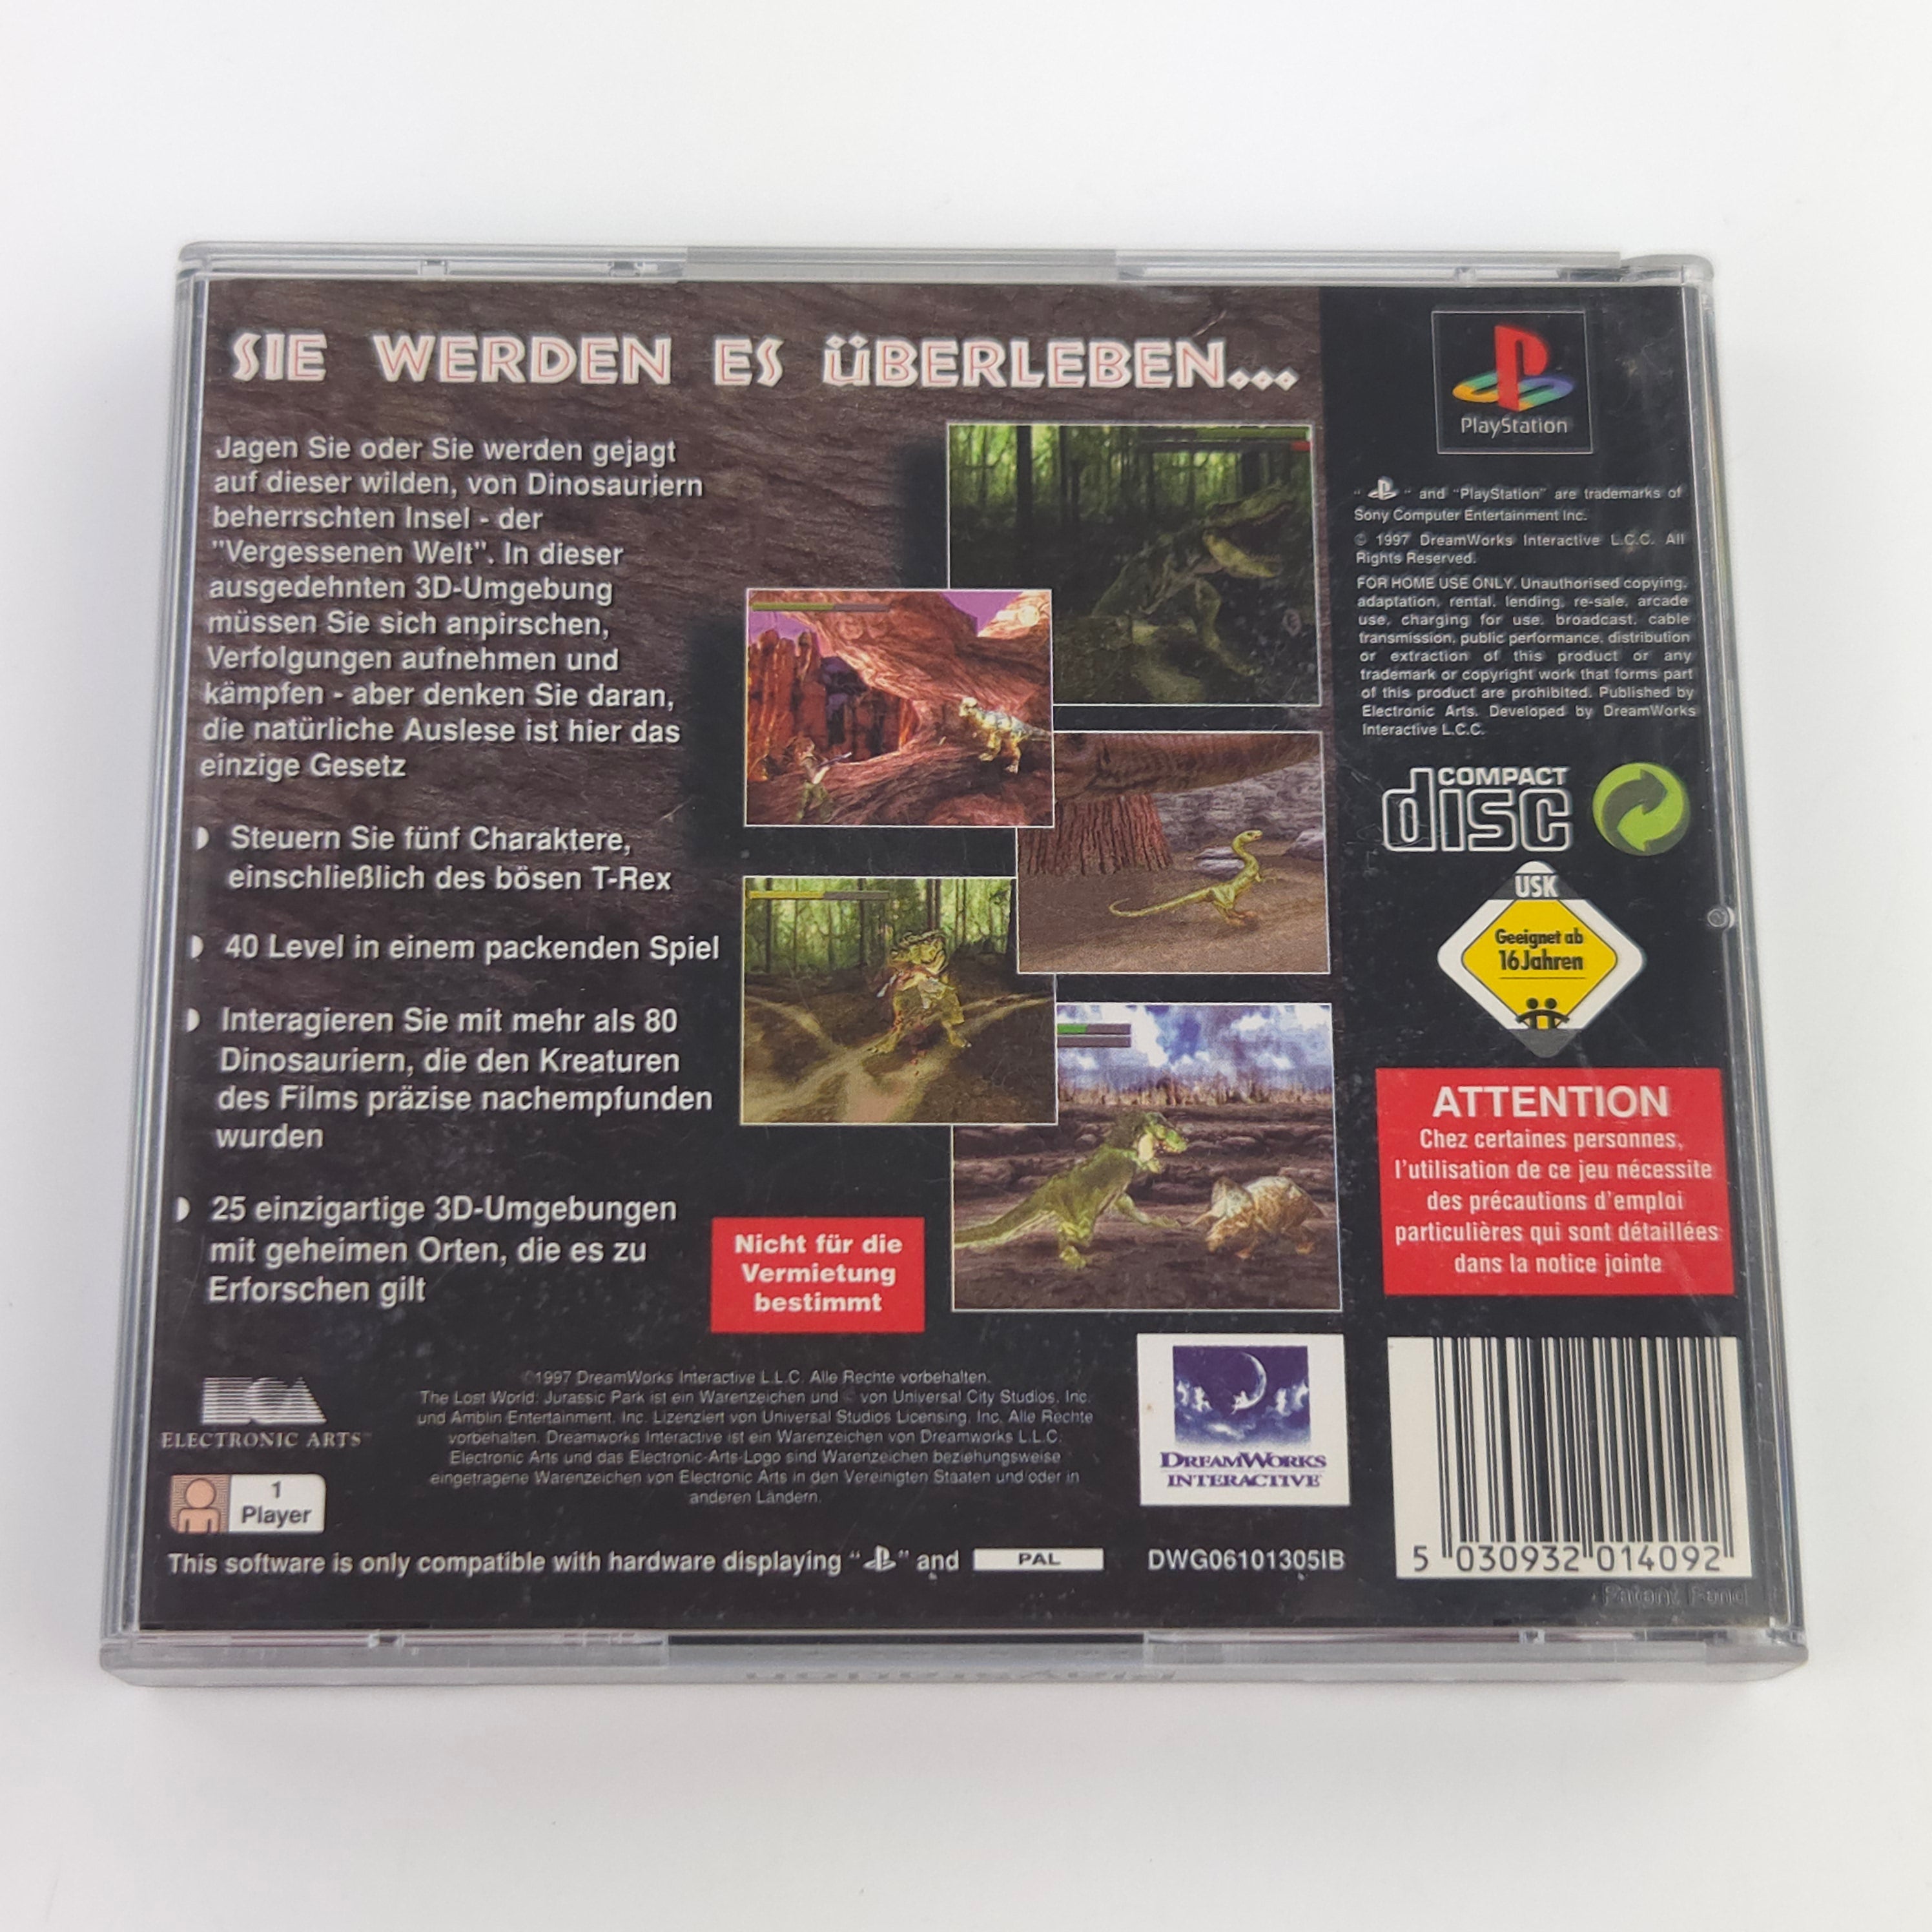 SIE WERDEN ES ÜBERLEBEN...
Jagen Sie oder Sie werden gejagt
auf dieser wilden, von Dinosauriern
beherrschten Insel - der
"Vergessenen Welt". In dieser
ausgedehnten 3D-Umgebung
müssen Sie sich anpirschen,
Verfolgungen aufnehmen und
kämpfen - aber denken Sie daran,
die natürliche Auslese ist hier das
einzige Gesetz
Steuern Sie fünf Charaktere,
einschließlich des bösen T-Rex
40 Level in einem packenden Spiel
Interagieren Sie mit mehr als 80
Dinosauriern, die den Kreaturen
des Films präzise nachempfunden
wurden
25 einzigartige 3D-Umgebungen
mit geheimen Orten, die es zu
Erforschen gilt
Nicht für die
Vermietung
bestimmt
PlayStation
" " and "PlayStation" are trademarks of
Sony Computer Entertainment Inc.
© 1997 DreamWorks Interactive L.C.C. All
Rights Reserved.
FOR HOME USE ONLY. Unauthorised copying,
adaptation, rental, lending, re-sale, arcade
use, charging for use, broadcast, cable
transmission, public performance, distribution
or extraction of this product or any
trademark or copyright work that forms part
of this product are prohibited. Published by
Electronic Arts. Developed by DreamWorks
Interactive L.C.C.
COMPACT
disc
USK
Geeignet ab
16 Jahren
ATTENTION
Chez certaines personnes,
l'utilisation de ce jeu nécessite
des précautions d'emploi
particulières qui sont détaillées
dans la notice jointe
ELECTRONIC ARTS™
1
Player
©1997 DreamWorks Interactive L.L.C. Alle Rechte vorbehalten.
The Lost World: Jurassic Park ist ein Warenzeichen und © von Universal City Studios, Inc.
und Amblin Entertainment, Inc. Lizenziert von Universal Studios Licensing, Inc. Alle Rechte
vorbehalten. Dreamworks Interactive ist ein Warenzeichen von Dreamworks L.L.C.
Electronic Arts und das Electronic-Arts-Logo sind Warenzeichen beziehungsweise
eingetragene Warenzeichen von Electronic Arts in den Vereinigten Staaten und/oder in
anderen Ländern.
DREAMWORKS
INTERACTIVE
This software is only compatible with hardware displaying " " and PAL
DWG06101305IB
5 030932 014092